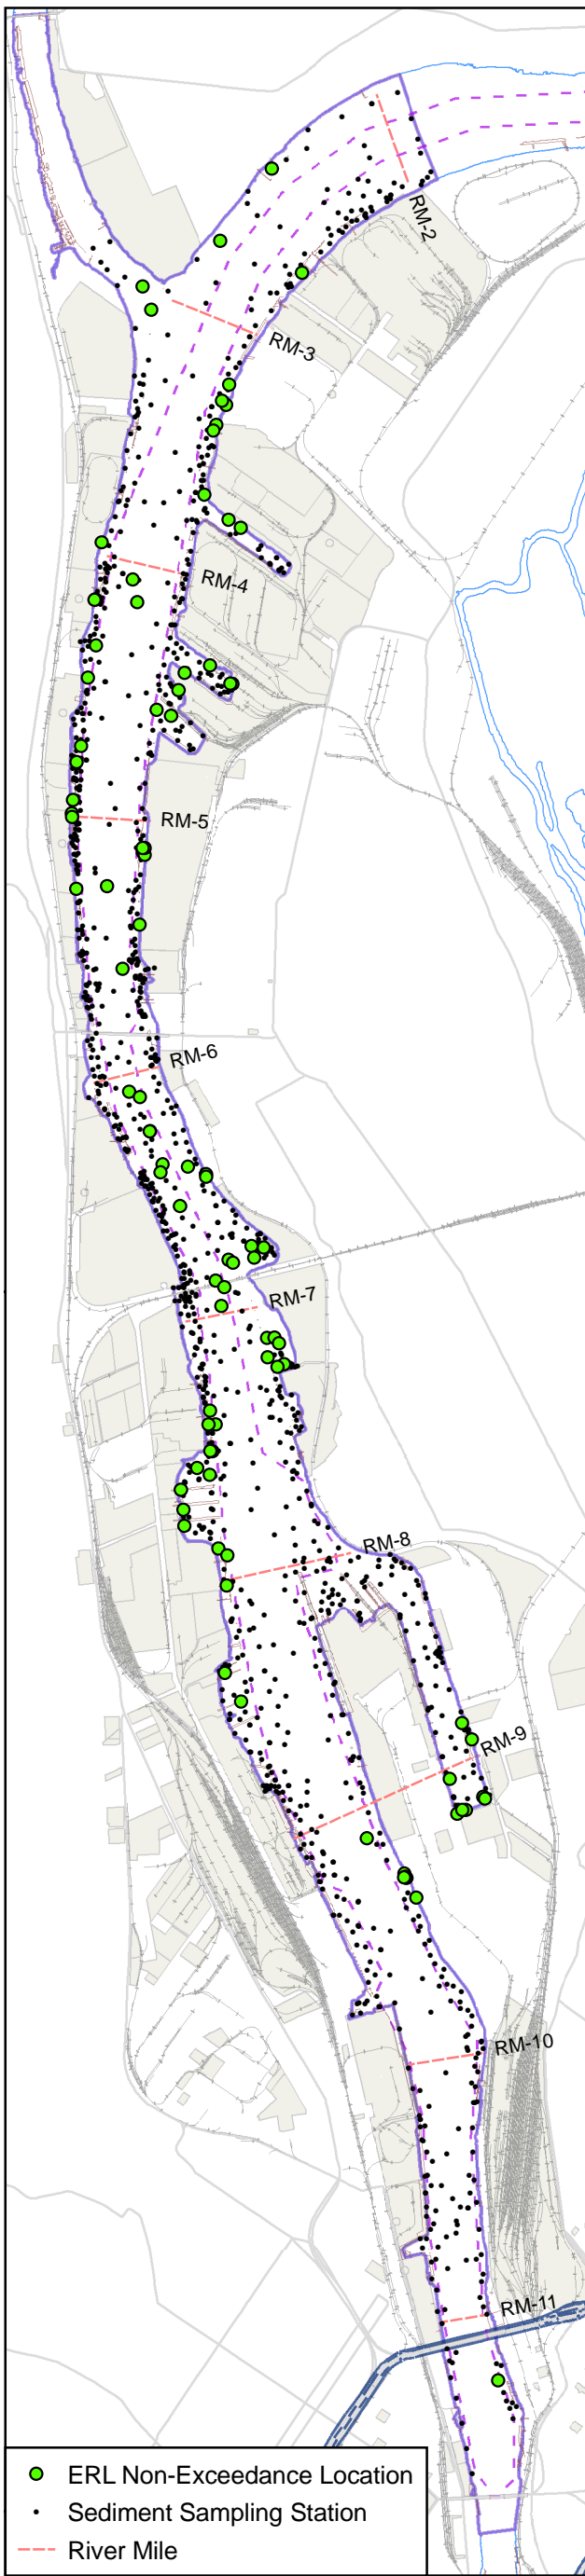 RM-2
RM-3
RM-4
RM-5
RM-6
RM-7
RM-8
RM-9
RM-10
RM-11
ERL Non-Exceedance Location
Sediment Sampling Station
River Mile